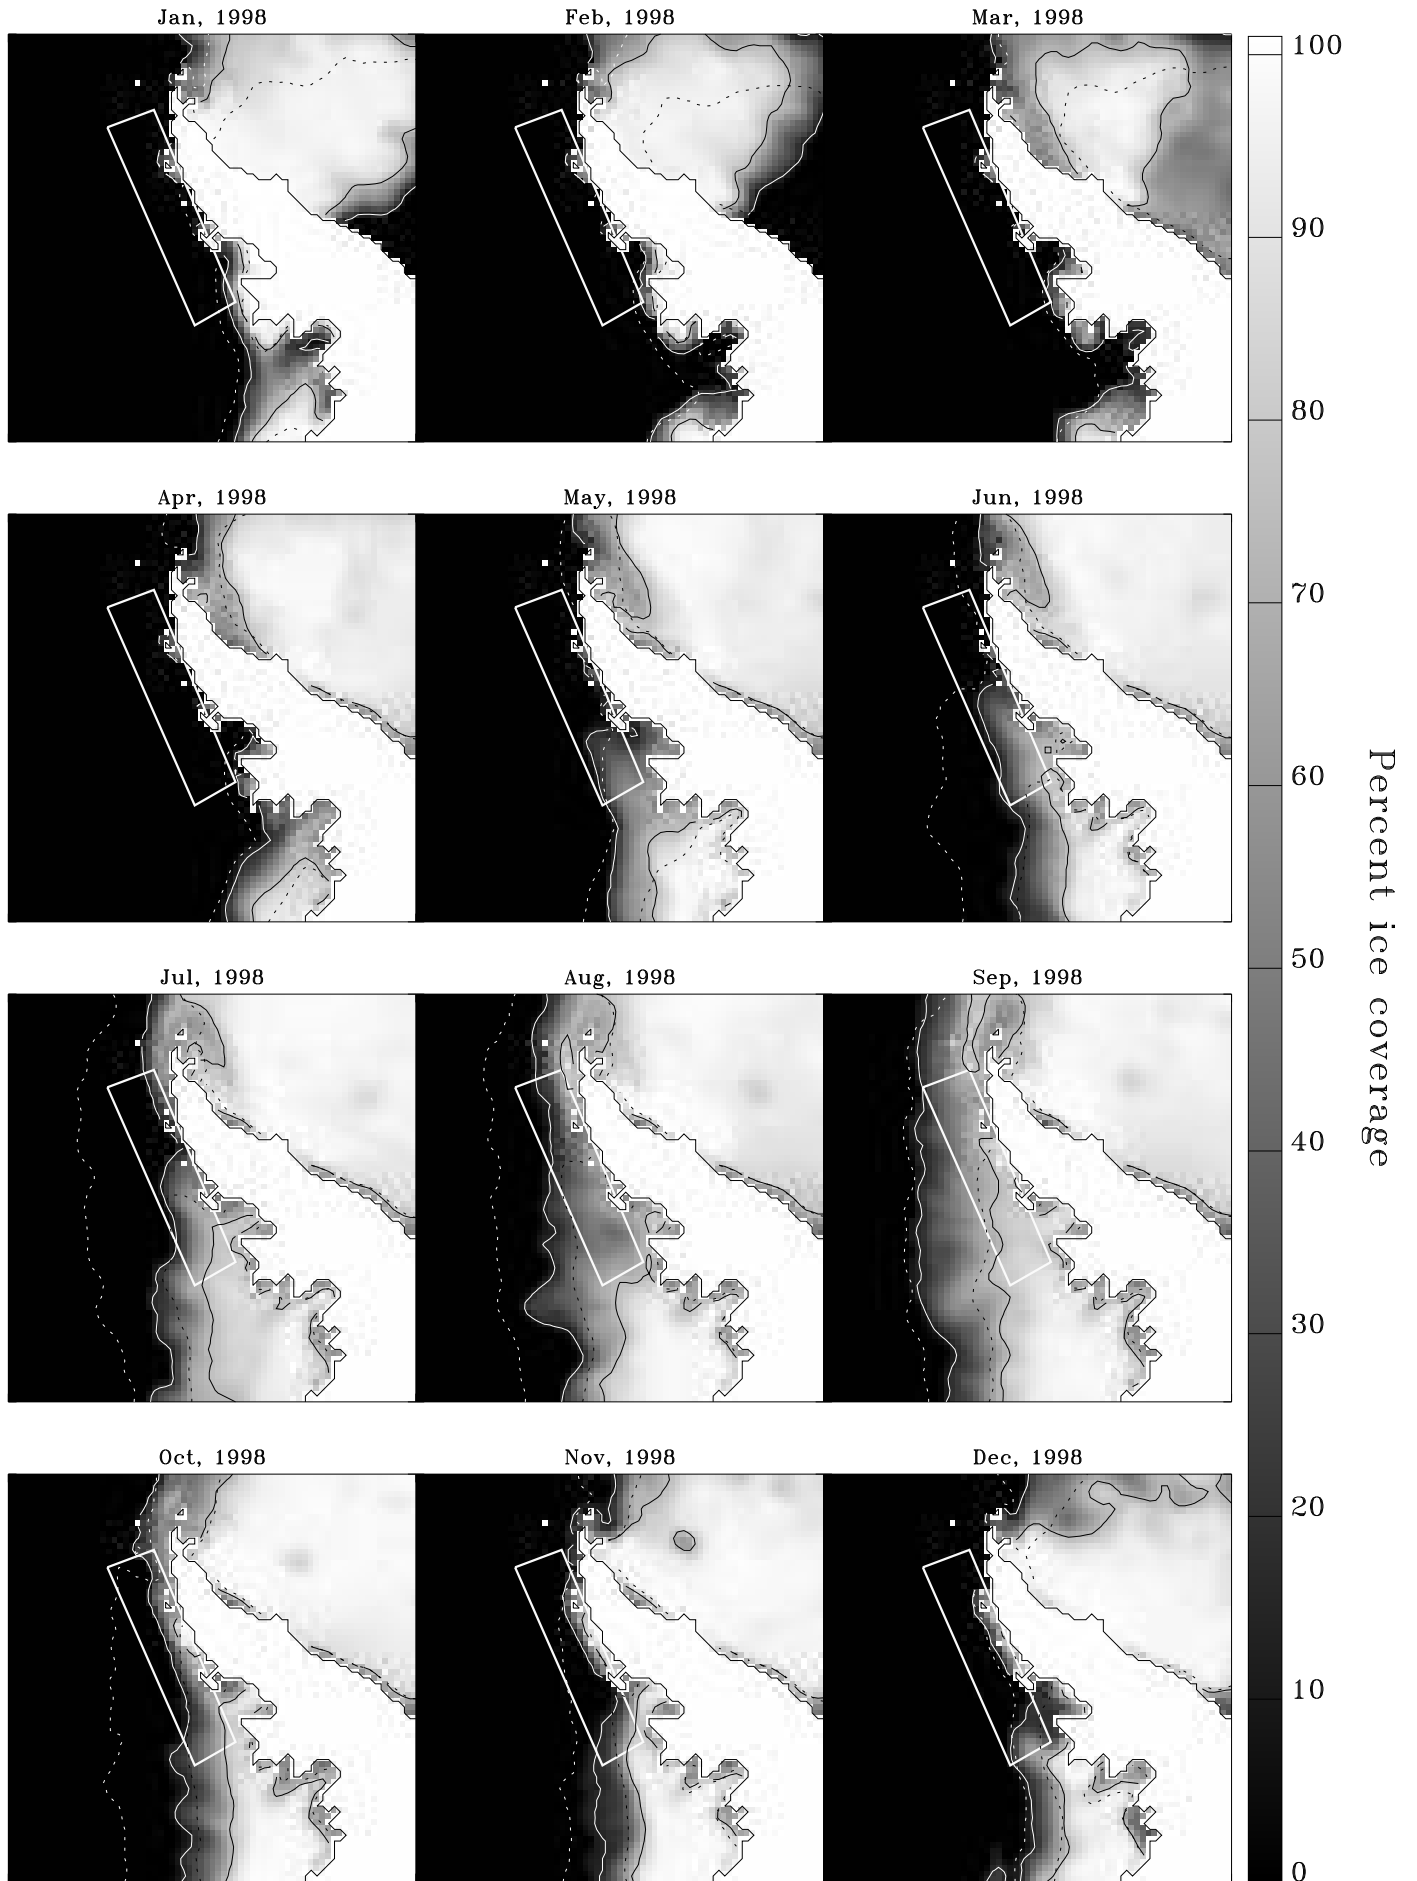 Jan, 1998
Feb, 1998
Mar, 1998
Apr, 1998
May, 1998
Jun, 1998
Jul, 1998
Aug, 1998
Sep, 1998
Oct, 1998
Nov, 1998
Dec, 1998
100
90
80
70
60
50
40
30
20
10
0
Percent ice coverage